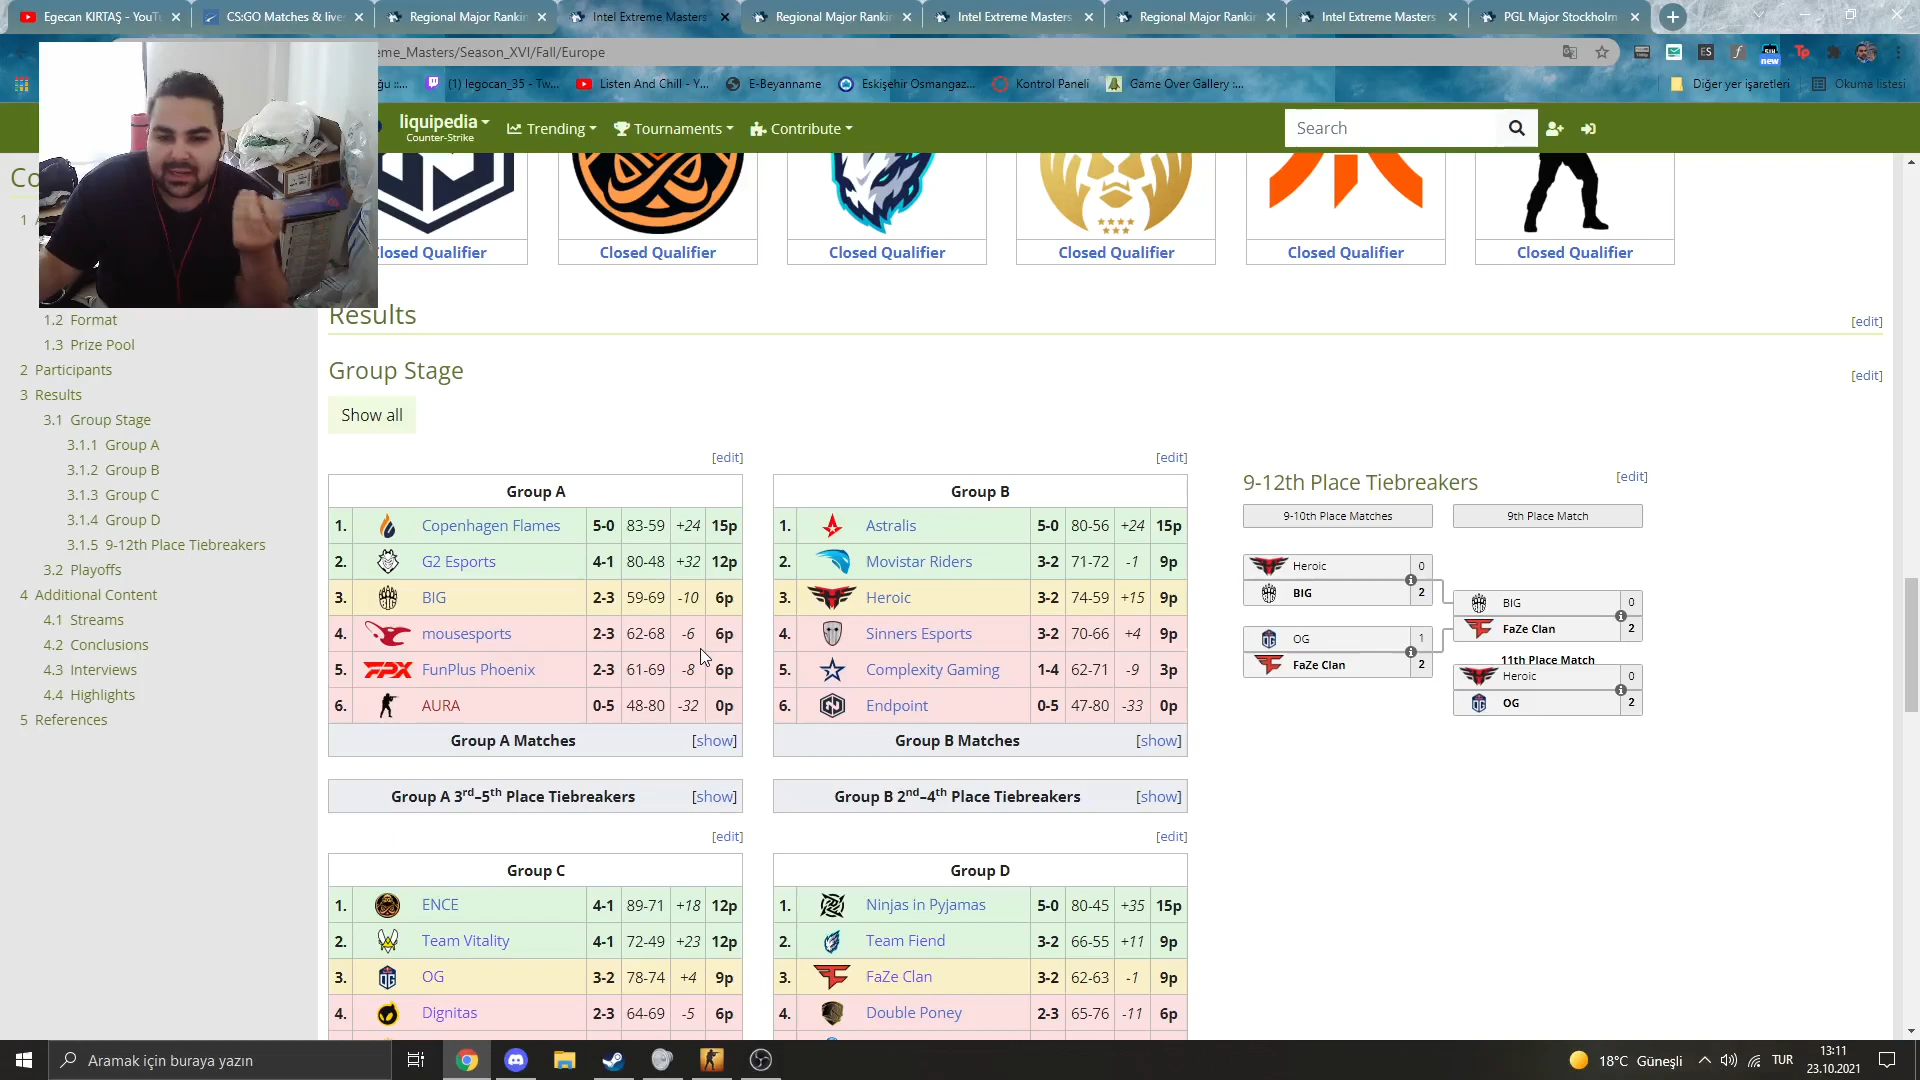 Egecan KIRTAŞ - YouTu
CS:GO Matches & live
Regional Major Rankin
Intel Extreme Masters
Regional Major Rankin
Intel Extreme Masters
Regional Major Rankin
Intel Extreme Masters
PGL Major Stockholm
eme_Masters/Season_XVI/Fall/Europe
ES
new
ğu ::...
(1) legocan_35 - Tw...
Listen And Chill - Y...
E-Beyanname
Eskişehir Osmangaz...
Kontrol Paneli
Game Over Gallery :...
Diğer yer işaretleri
Okuma listesi
liquipedia
Counter-Strike
Trending
Tournaments
Contribute
Search
Co
1 A
1.2 Format
1.3 Prize Pool
2 Participants
3 Results
3.1 Group Stage
3.1.1 Group A
3.1.2 Group B
3.1.3 Group C
3.1.4 Group D
3.1.5 9-12th Place Tiebreakers
3.2 Playoffs
4 Additional Content
4.1 Streams
4.2 Conclusions
4.3 Interviews
4.4 Highlights
5 References
losed Qualifier
Closed Qualifier
Closed Qualifier
Closed Qualifier
Closed Qualifier
Closed Qualifier
Results
[edit]
Group Stage
[edit]
Show all
[edit]
Group A
1. Copenhagen Flames 5-0 83-59 +24 15p
2. G2 Esports 4-1 80-48 +32 12p
3. BIG 2-3 59-69 -10 6p
4. mousesports 2-3 62-68 -6 6p
5. FPX FunPlus Phoenix 2-3 61-69 -8 6p
6. AURA 0-5 48-80 -32 0p
Group A Matches [show]
Group A 3rd–5th Place Tiebreakers [show]
[edit]
Group B
1. Astralis 5-0 80-56 +24 15p
2. Movistar Riders 3-2 71-72 -1 9p
3. Heroic 3-2 74-59 +15 9p
4. Sinners Esports 3-2 70-66 +4 9p
5. Complexity Gaming 1-4 62-71 -9 3p
6. Endpoint 0-5 47-80 -33 0p
Group B Matches [show]
Group B 2nd–4th Place Tiebreakers [show]
9-12th Place Tiebreakers
[edit]
9-10th Place Matches
9th Place Match
Heroic 0
BIG 2
OG 1
FaZe Clan 2
BIG 0
FaZe Clan 2
11th Place Match
Heroic 0
OG 2
[edit]
Group C
1. ENCE 4-1 89-71 +18 12p
2. Team Vitality 4-1 72-49 +23 12p
3. OG 3-2 78-74 +4 9p
4. Dignitas 2-3 64-69 -5 6p
[edit]
Group D
1. Ninjas in Pyjamas 5-0 80-45 +35 15p
2. Team Fiend 3-2 66-55 +11 9p
3. FaZe Clan 3-2 62-63 -1 9p
4. Double Poney 2-3 65-76 -11 6p
Aramak için buraya yazın
18°C Güneşli
TUR
13:11
23.10.2021